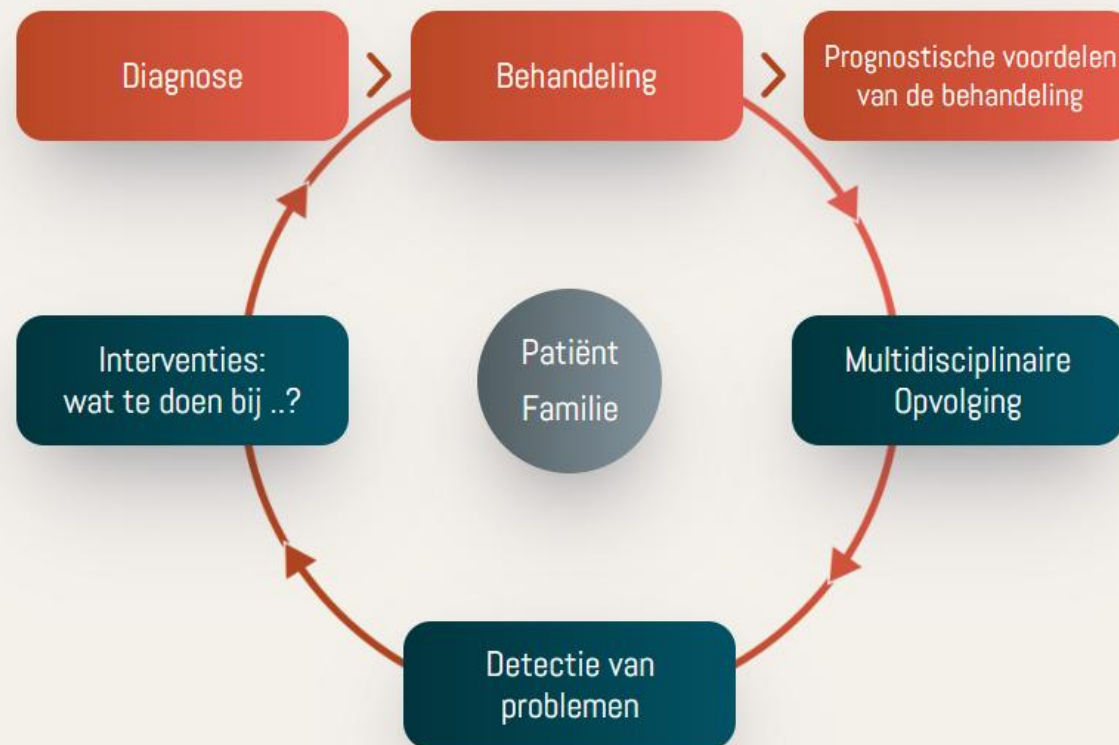 Diagnose
Behandeling
Prognostische voordelen
van de behandeling
Interventies:
wat te doen bij ..?
Patiënt
Familie
Multidisciplinaire
Opvolging
Detectie van
problemen